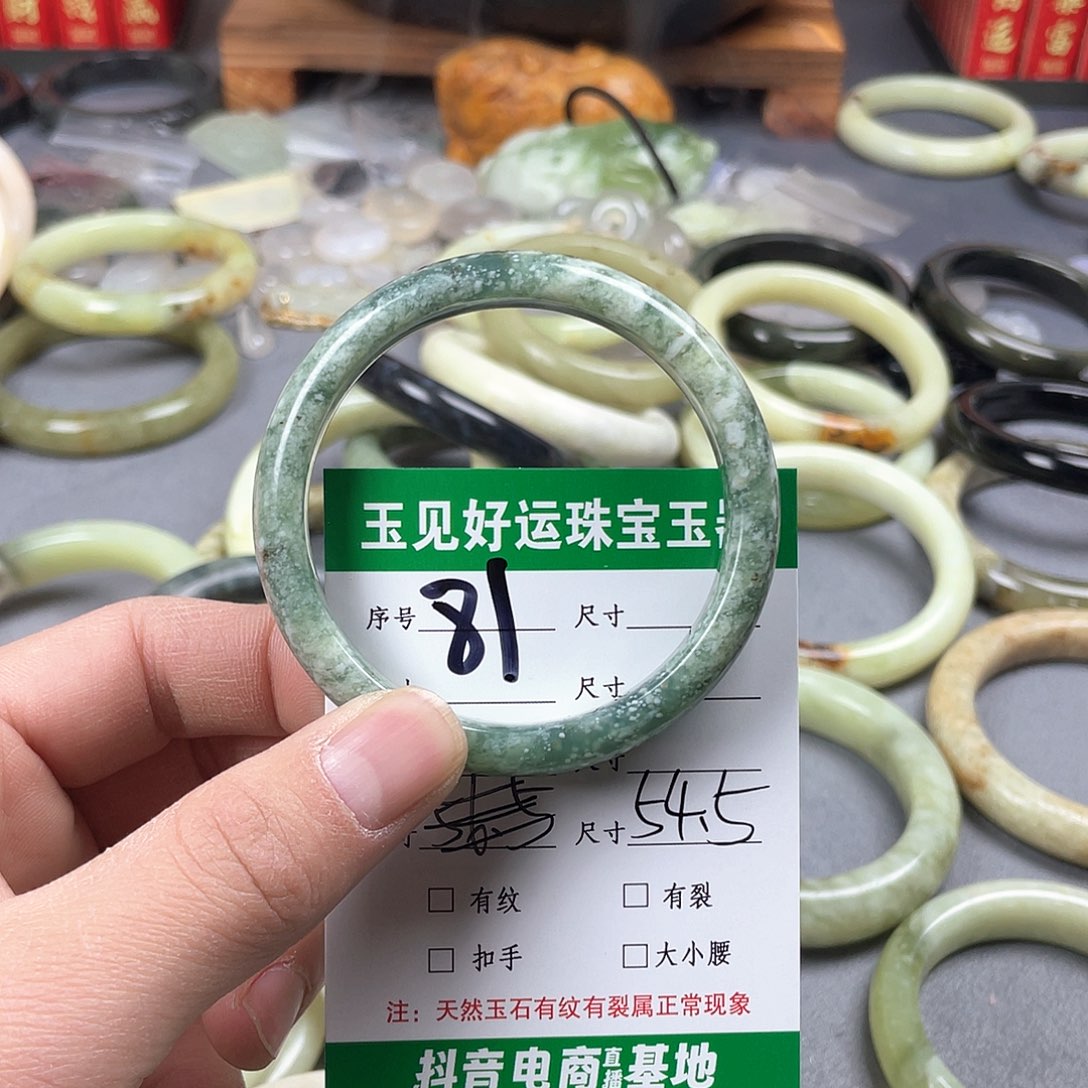 玉见好运珠宝玉
序号 81 尺寸
尺寸
尺寸 54.5
□ 有纹 □ 有裂
□ 扣手 □ 大小腰
注：天然玉石有纹有裂属正常现象
抖音电商直播基地